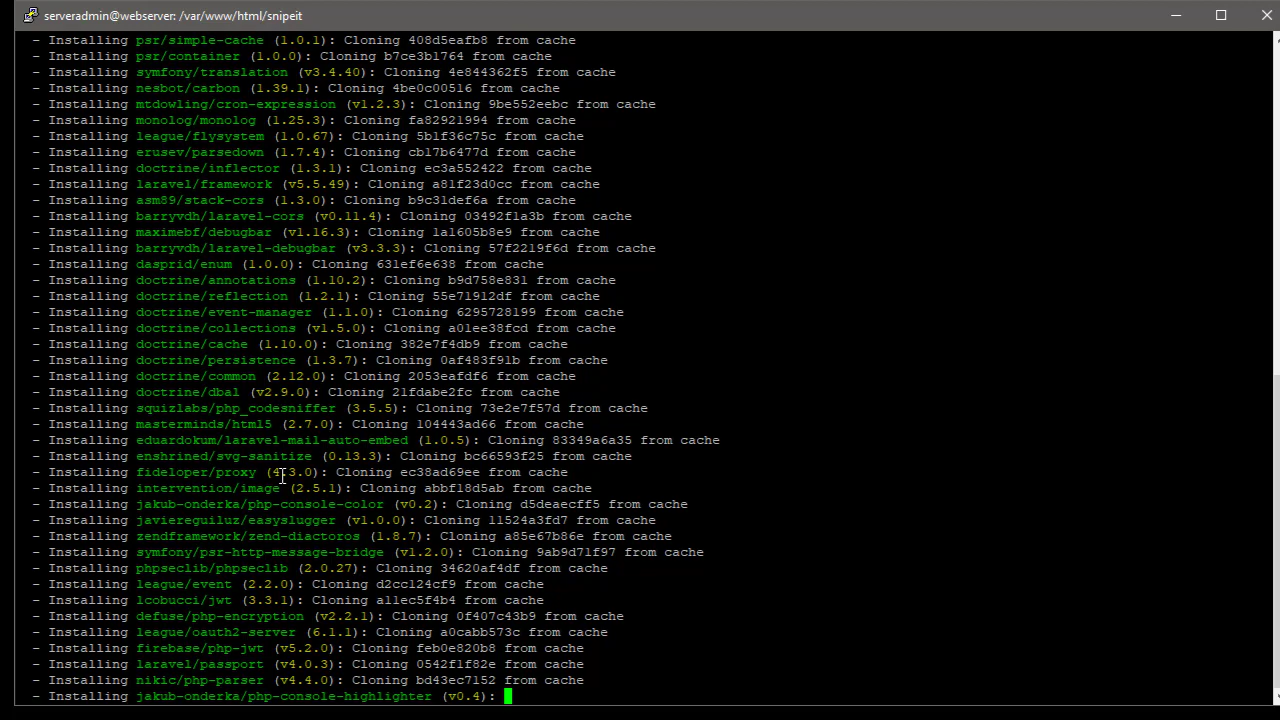 serveradmin@webserver: /var/www/html/snipeit
- Installing psr/simple-cache (1.0.1): Cloning 408d5eafb8 from cache
- Installing psr/container (1.0.0): Cloning b7ce3b1764 from cache
- Installing symfony/translation (v3.4.40): Cloning 4e844362f5 from cache
- Installing nesbot/carbon (1.39.1): Cloning 4be0c00516 from cache
- Installing mtdowling/cron-expression (v1.2.3): Cloning 9be552eebc from cache
- Installing monolog/monolog (1.25.3): Cloning fa82921994 from cache
- Installing league/flysystem (1.0.67): Cloning 5b1f36c75c from cache
- Installing erusev/parsedown (1.7.4): Cloning cb17b6477d from cache
- Installing doctrine/inflector (1.3.1): Cloning ec3a552422 from cache
- Installing laravel/framework (v5.5.49): Cloning a81f23d0cc from cache
- Installing asm89/stack-cors (1.3.0): Cloning b9c31def6a from cache
- Installing barryvdh/laravel-cors (v0.11.4): Cloning 03492f1a3b from cache
- Installing maximebf/debugbar (v1.16.3): Cloning 1a1605b8e9 from cache
- Installing barryvdh/laravel-debugbar (v3.3.3): Cloning 57f2219f6d from cache
- Installing dasprid/enum (1.0.0): Cloning 631ef6e638 from cache
- Installing doctrine/annotations (1.10.2): Cloning b9d758e831 from cache
- Installing doctrine/reflection (1.2.1): Cloning 55e71912df from cache
- Installing doctrine/event-manager (1.1.0): Cloning 6295728199 from cache
- Installing doctrine/collections (v1.5.0): Cloning a01ee38fcd from cache
- Installing doctrine/cache (1.10.0): Cloning 382e7f4db9 from cache
- Installing doctrine/persistence (1.3.7): Cloning 0af483f91b from cache
- Installing doctrine/common (2.12.0): Cloning 2053eafdf6 from cache
- Installing doctrine/dbal (v2.9.0): Cloning 21fdabe2fc from cache
- Installing squizlabs/php_codesniffer (3.5.5): Cloning 73e2e7f57d from cache
- Installing masterminds/html5 (2.7.0): Cloning 104443ad66 from cache
- Installing eduardokum/laravel-mail-auto-embed (1.0.5): Cloning 83349a6a35 from cache
- Installing enshrined/svg-sanitize (0.13.3): Cloning bc66593f25 from cache
- Installing fideloper/proxy (4.3.0): Cloning ec38ad69ee from cache
- Installing intervention/image (2.5.1): Cloning abbf18d5ab from cache
- Installing jakub-onderka/php-console-color (v0.2): Cloning d5deaecff5 from cache
- Installing javiereguiluz/easyslugger (v1.0.0): Cloning 11524a3fd7 from cache
- Installing zendframework/zend-diactoros (1.8.7): Cloning a85e67b86e from cache
- Installing symfony/psr-http-message-bridge (v1.2.0): Cloning 9ab9d71f97 from cache
- Installing phpseclib/phpseclib (2.0.27): Cloning 34620af4df from cache
- Installing league/event (2.2.0): Cloning d2cc124cf9 from cache
- Installing lcobucci/jwt (3.3.1): Cloning a11ec5f4b4 from cache
- Installing defuse/php-encryption (v2.2.1): Cloning 0f407c43b9 from cache
- Installing league/oauth2-server (6.1.1): Cloning a0cabb573c from cache
- Installing firebase/php-jwt (v5.2.0): Cloning feb0e820b8 from cache
- Installing laravel/passport (v4.0.3): Cloning 0542f1f82e from cache
- Installing nikic/php-parser (v4.4.0): Cloning bd43ec7152 from cache
- Installing jakub-onderka/php-console-highlighter (v0.4):